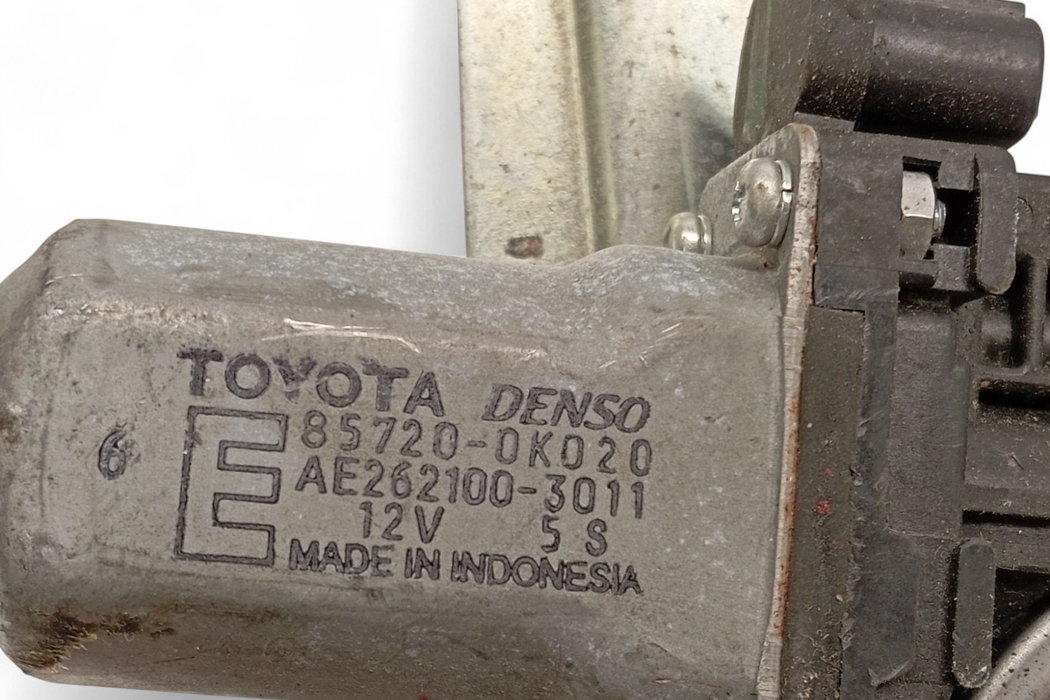 TOYOTA DENSO
6
E
85720-0K020
AE262100-3011
12V 5 S
MADE IN INDONESIA